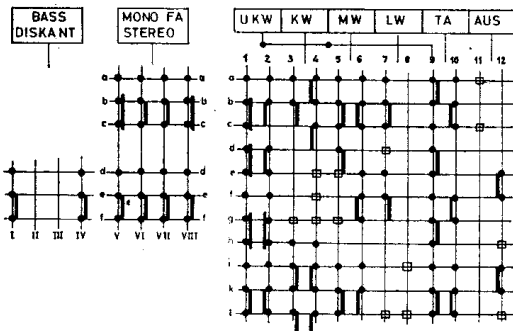 BASS
DISKANT
MONO FA
STEREO
UKW KW MW LW TA AUS
1 2 3 4 5 6 7 8 9 10 11 12
a a a
b b b
c c c
d d d
e e e
f f f
g
h
i
k
I II III IV V VI VII VIII